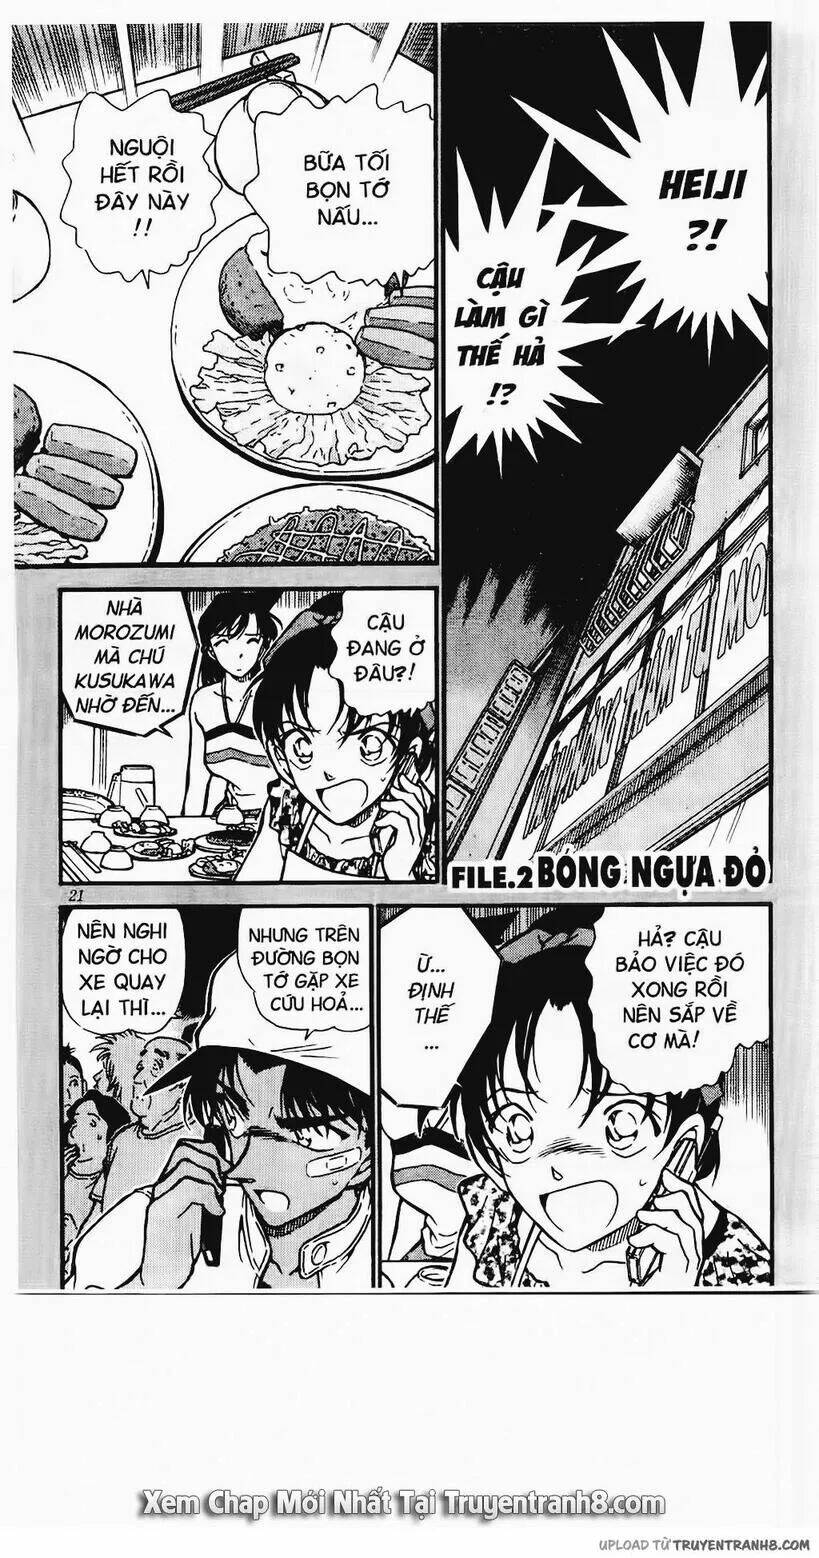 HEIJI
?!
CẬU
LÀM GÌ
THẾ HẢ
!?
BỮA TỐI
BỌN TỚ
NẤU...
NGUỘI
HẾT RỒI
ĐÂY NÀY
!!
FILE.2 BÓNG NGỰA ĐỎ
CẬU
ĐANG Ở
ĐÂU?!
NHÀ
MOROZUMI
MÀ CHÚ
KUSUKAWA
NHỜ ĐẾN...
21
HẢ? CẬU
BẢO VIỆC ĐÓ
XONG RỒI
NÊN SẮP VỀ
CƠ MÀ!
Ừ...
ĐỊNH
THẾ
...
NHƯNG TRÊN
ĐƯỜNG BỌN
TỚ GẶP XE
CỨU HOẢ...
NÊN NGHI
NGỜ CHO
XE QUAY
LẠI THÌ...
Xem Chap Mới Nhất Tại Truyentranh8.com
UPLOAD TỪ TRUYENTRANH8.COM